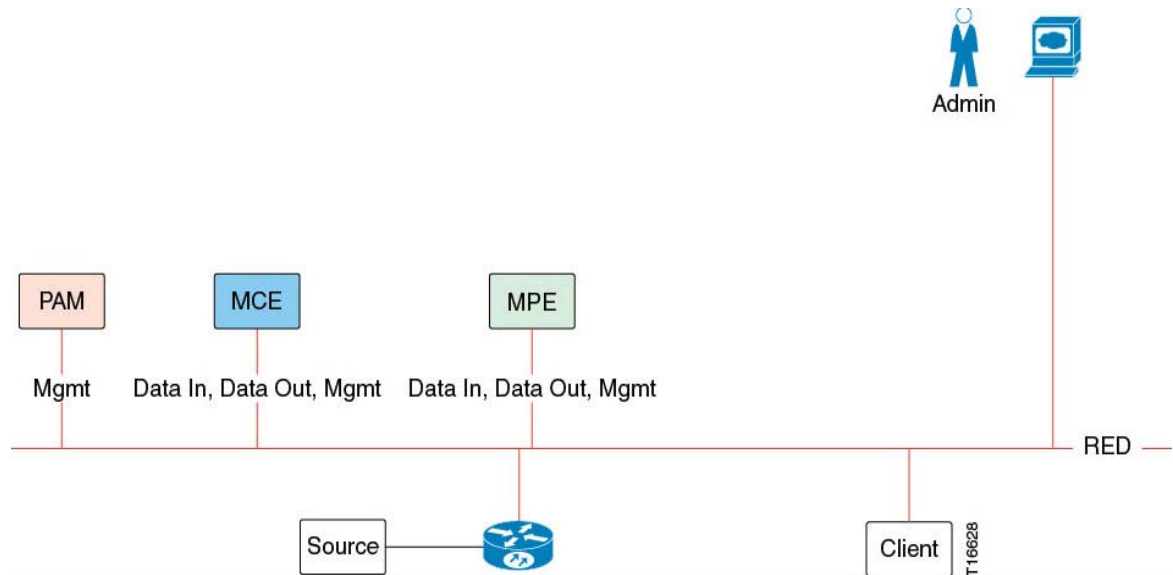 Admin
PAM
MCE
MPE
Mgmt
Data In, Data Out, Mgmt
Data In, Data Out, Mgmt
RED
Source
Client
T16628